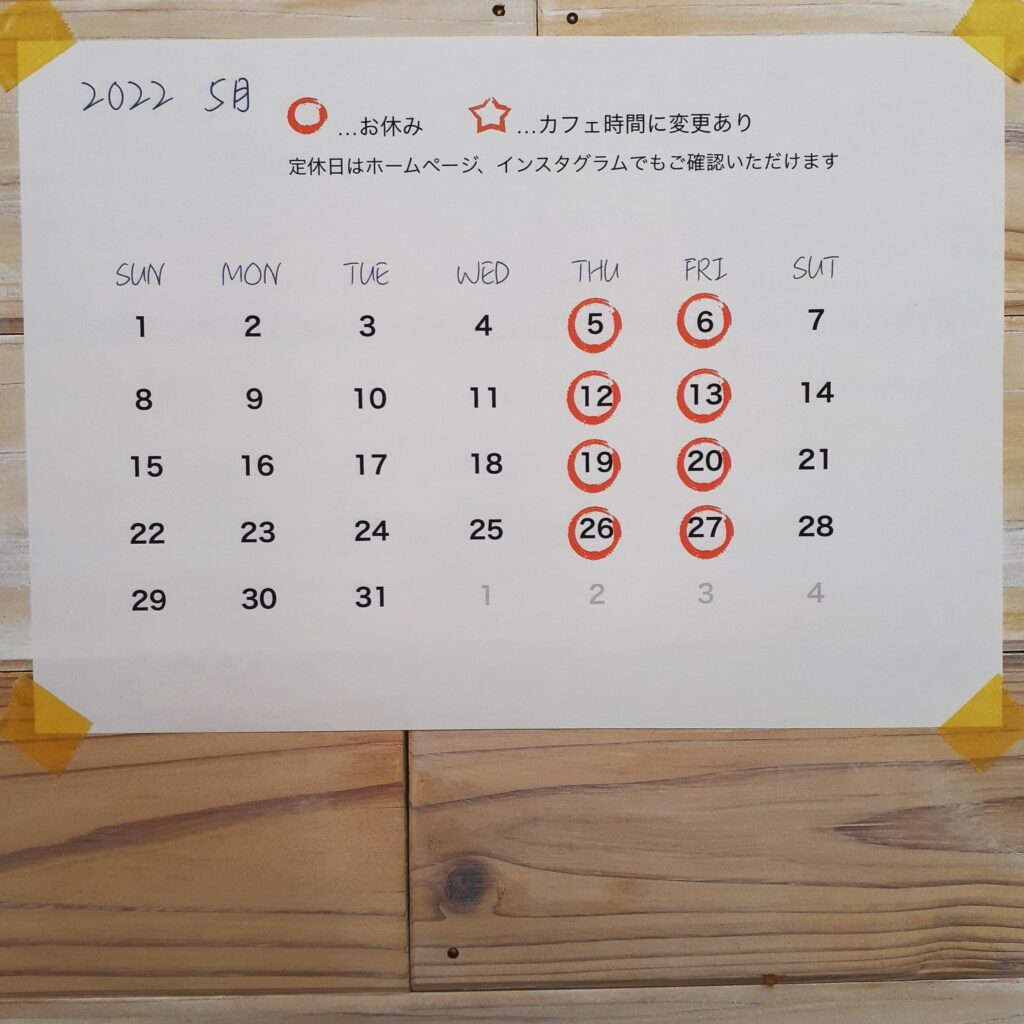 2022 5月
…お休み …カフェ時間に変更あり
定休日はホームページ、インスタグラムでもご確認いただけます
SUN MON TUE WED THU FRI SUT
1 2 3 4 5 6 7
8 9 10 11 12 13 14
15 16 17 18 19 20 21
22 23 24 25 26 27 28
29 30 31 1 2 3 4